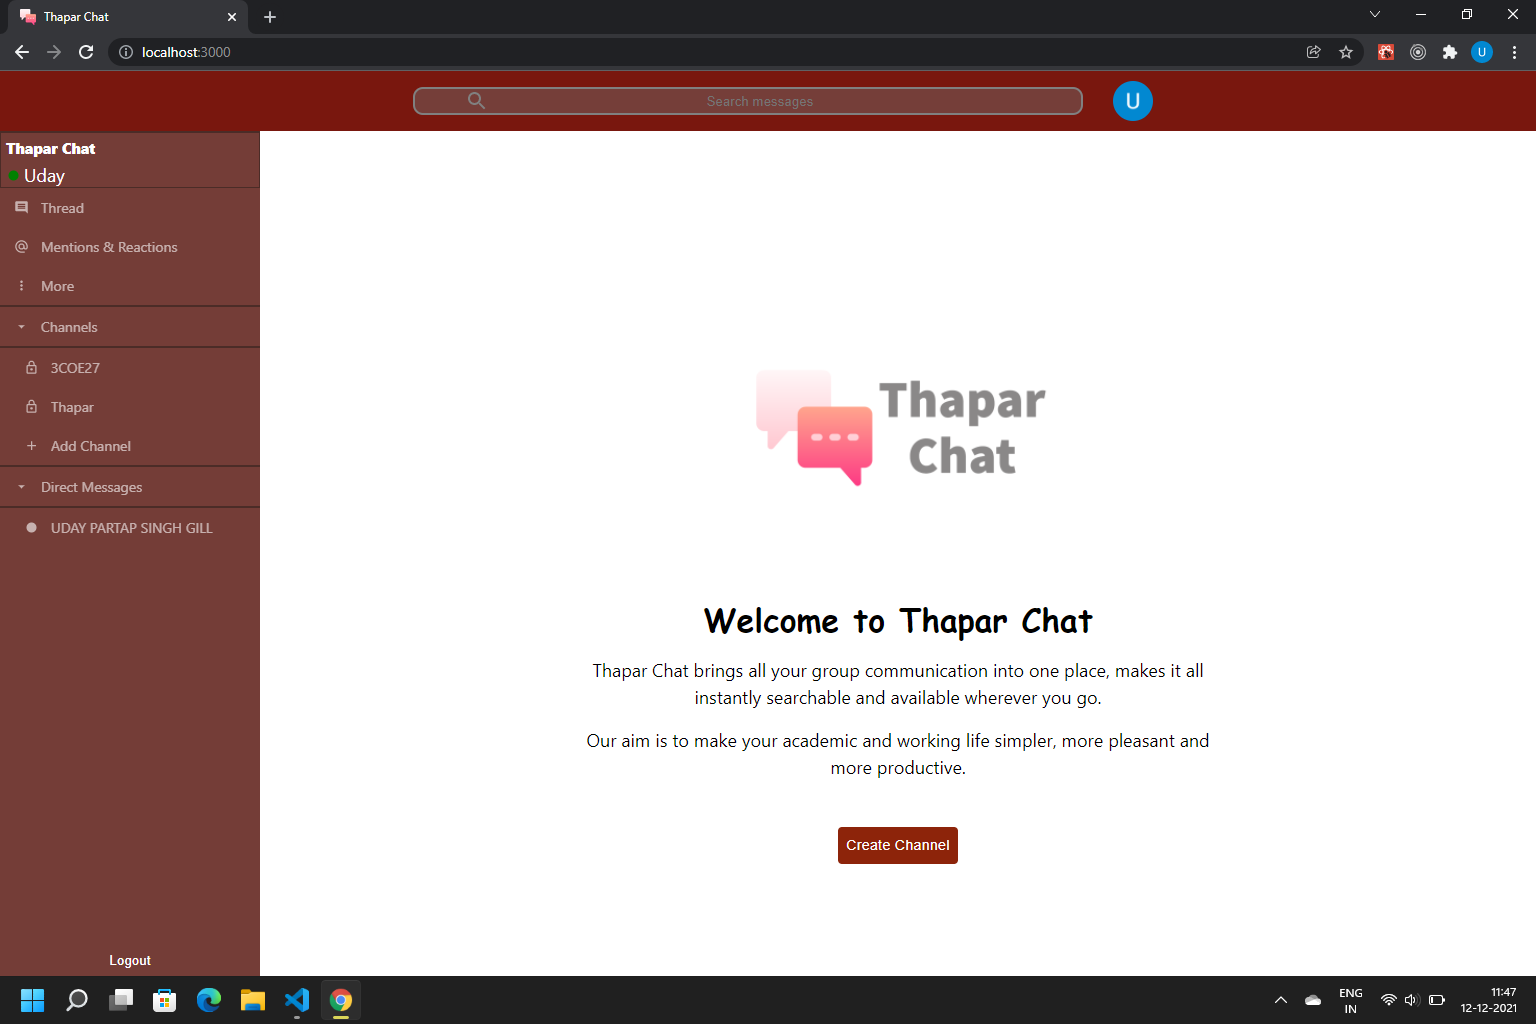 Thapar Chat
localhost:3000
U
Search messages
U
Thapar Chat
Uday
Thread
Mentions & Reactions
More
Channels
3COE27
Thapar
Add Channel
Direct Messages
UDAY PARTAP SINGH GILL
Logout
Thapar
Chat
Welcome to Thapar Chat
Thapar Chat brings all your group communication into one place, makes it all
instantly searchable and available wherever you go.
Our aim is to make your academic and working life simpler, more pleasant and
more productive.
Create Channel
ENG
IN
11:47
12-12-2021